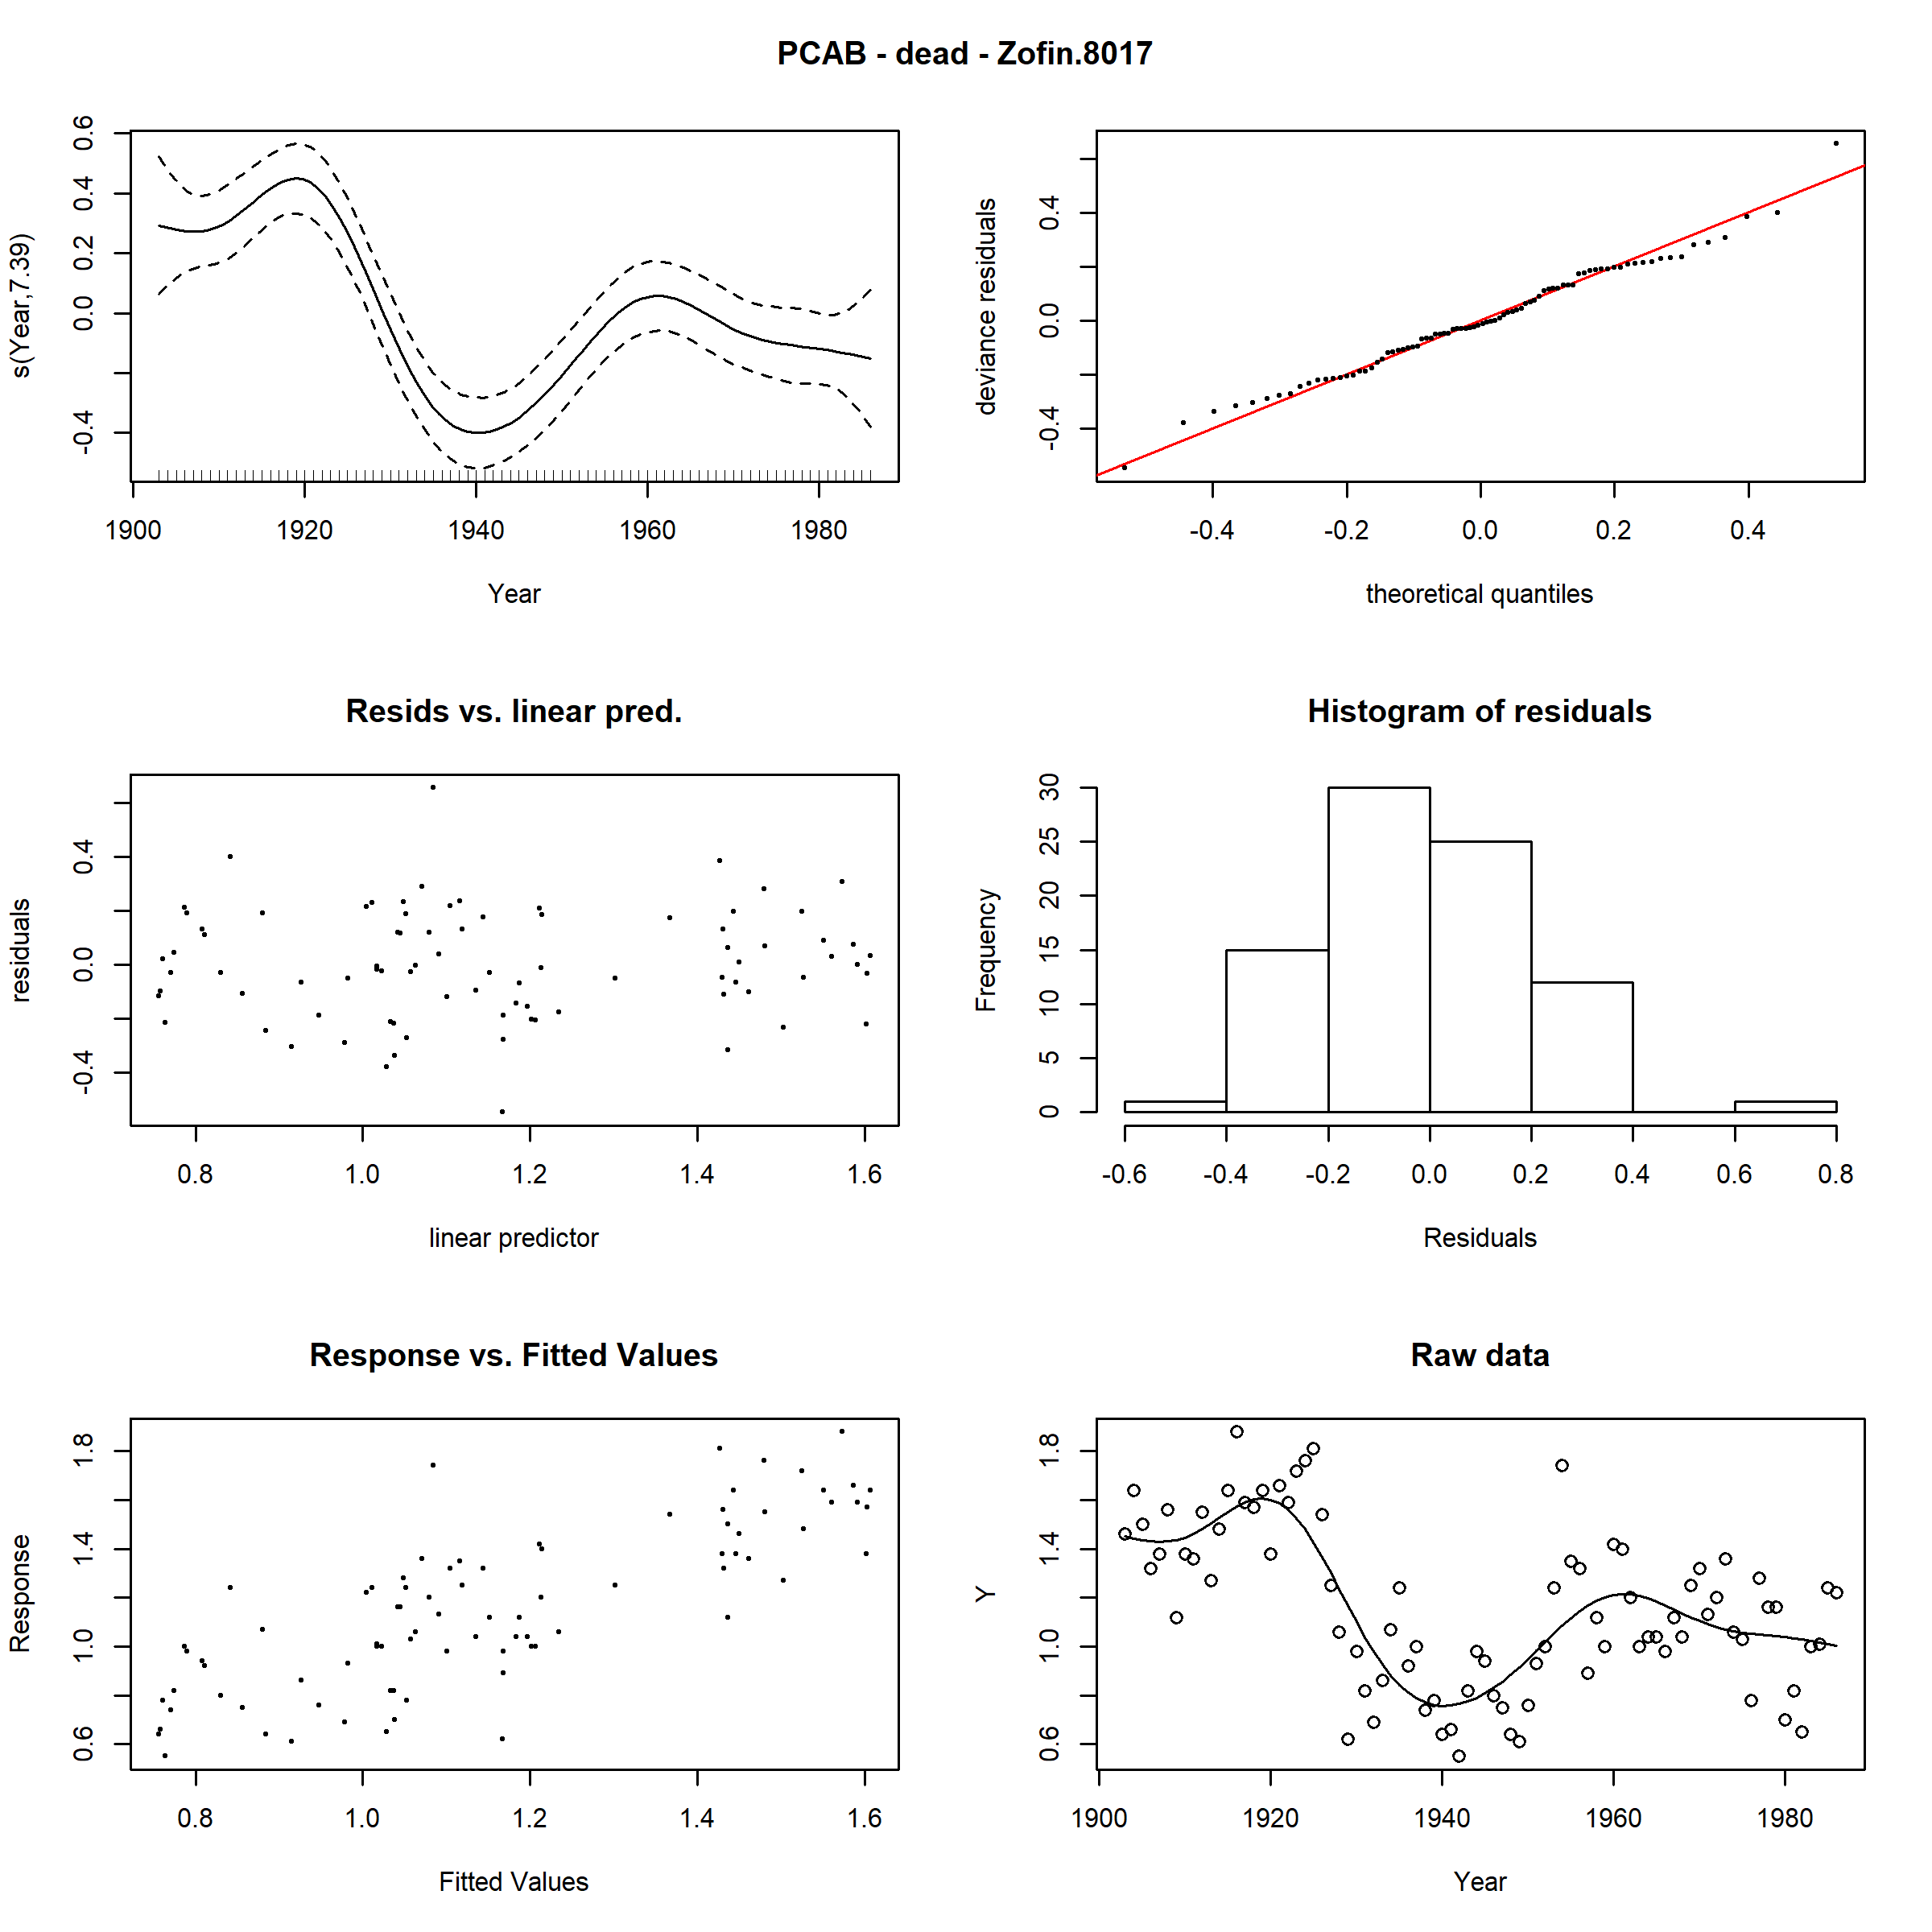 PCAB - dead - Zofin.8017
s(Year,7.39)
-0.4 0.0 0.2 0.4 0.6
1900 1920 1940 1960 1980
Year
deviance residuals
-0.4 0.0 0.4
-0.4 -0.2 0.0 0.2 0.4
theoretical quantiles
Resids vs. linear pred.
residuals
-0.4 0.0 0.4
0.8 1.0 1.2 1.4 1.6
linear predictor
Histogram of residuals
Frequency
0 5 10 15 20 25 30
-0.6 -0.4 -0.2 0.0 0.2 0.4 0.6 0.8
Residuals
Response vs. Fitted Values
Response
0.6 1.0 1.4 1.8
0.8 1.0 1.2 1.4 1.6
Fitted Values
Raw data
Y
0.6 1.0 1.4 1.8
1900 1920 1940 1960 1980
Year